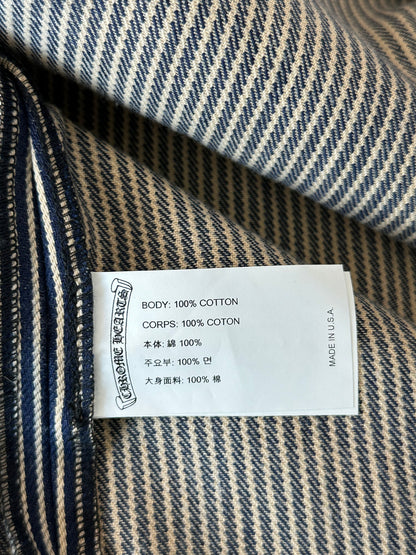 CHROME HEARTS
BODY: 100% COTTON
CORPS: 100% COTON
本体: 綿 100%
주요부: 100% 면
大身面料: 100% 棉
MADE IN U.S.A.